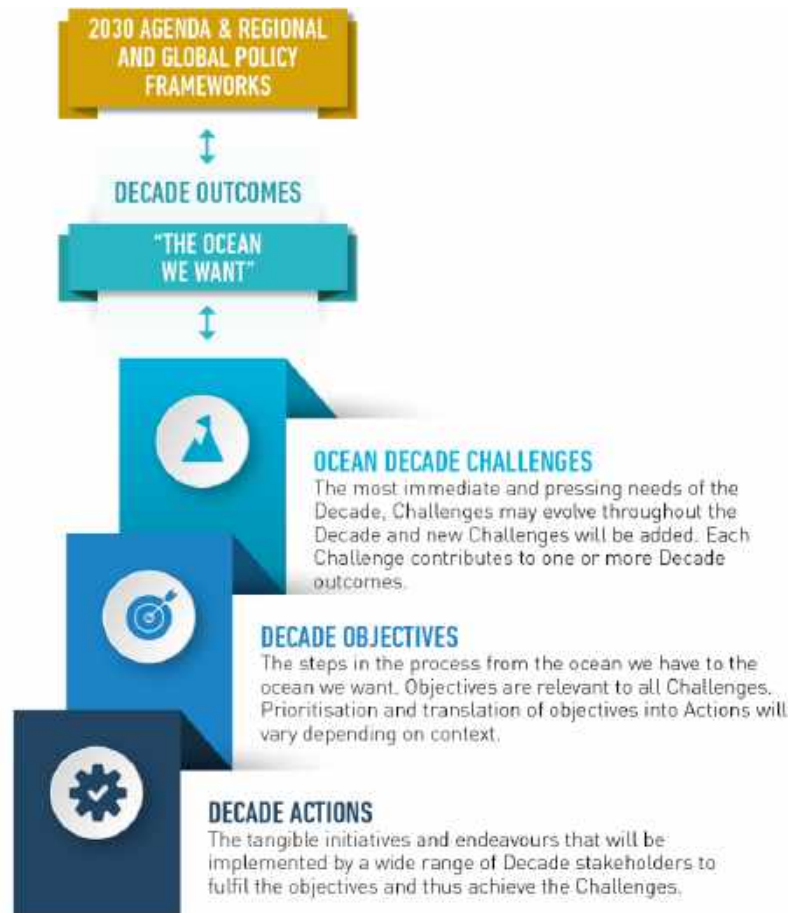 2030 AGENDA & REGIONAL
AND GLOBAL POLICY
FRAMEWORKS
DECADE OUTCOMES
"THE OCEAN
WE WANT"
OCEAN DECADE CHALLENGES
The most immediate and pressing needs of the
Decade, Challenges may evolve throughout the
Decade and new Challenges will be added. Each
Challenge contributes to one or more Decade
outcomes.
DECADE OBJECTIVES
The steps in the process from the ocean we have to the
ocean we want. Objectives are relevant to all Challenges.
Prioritisation and translation of objectives into Actions will
vary depending on context.
DECADE ACTIONS
The tangible initiatives and endeavours that will be
implemented by a wide range of Decade stakeholders to
fulfil the objectives and thus achieve the Challenges.